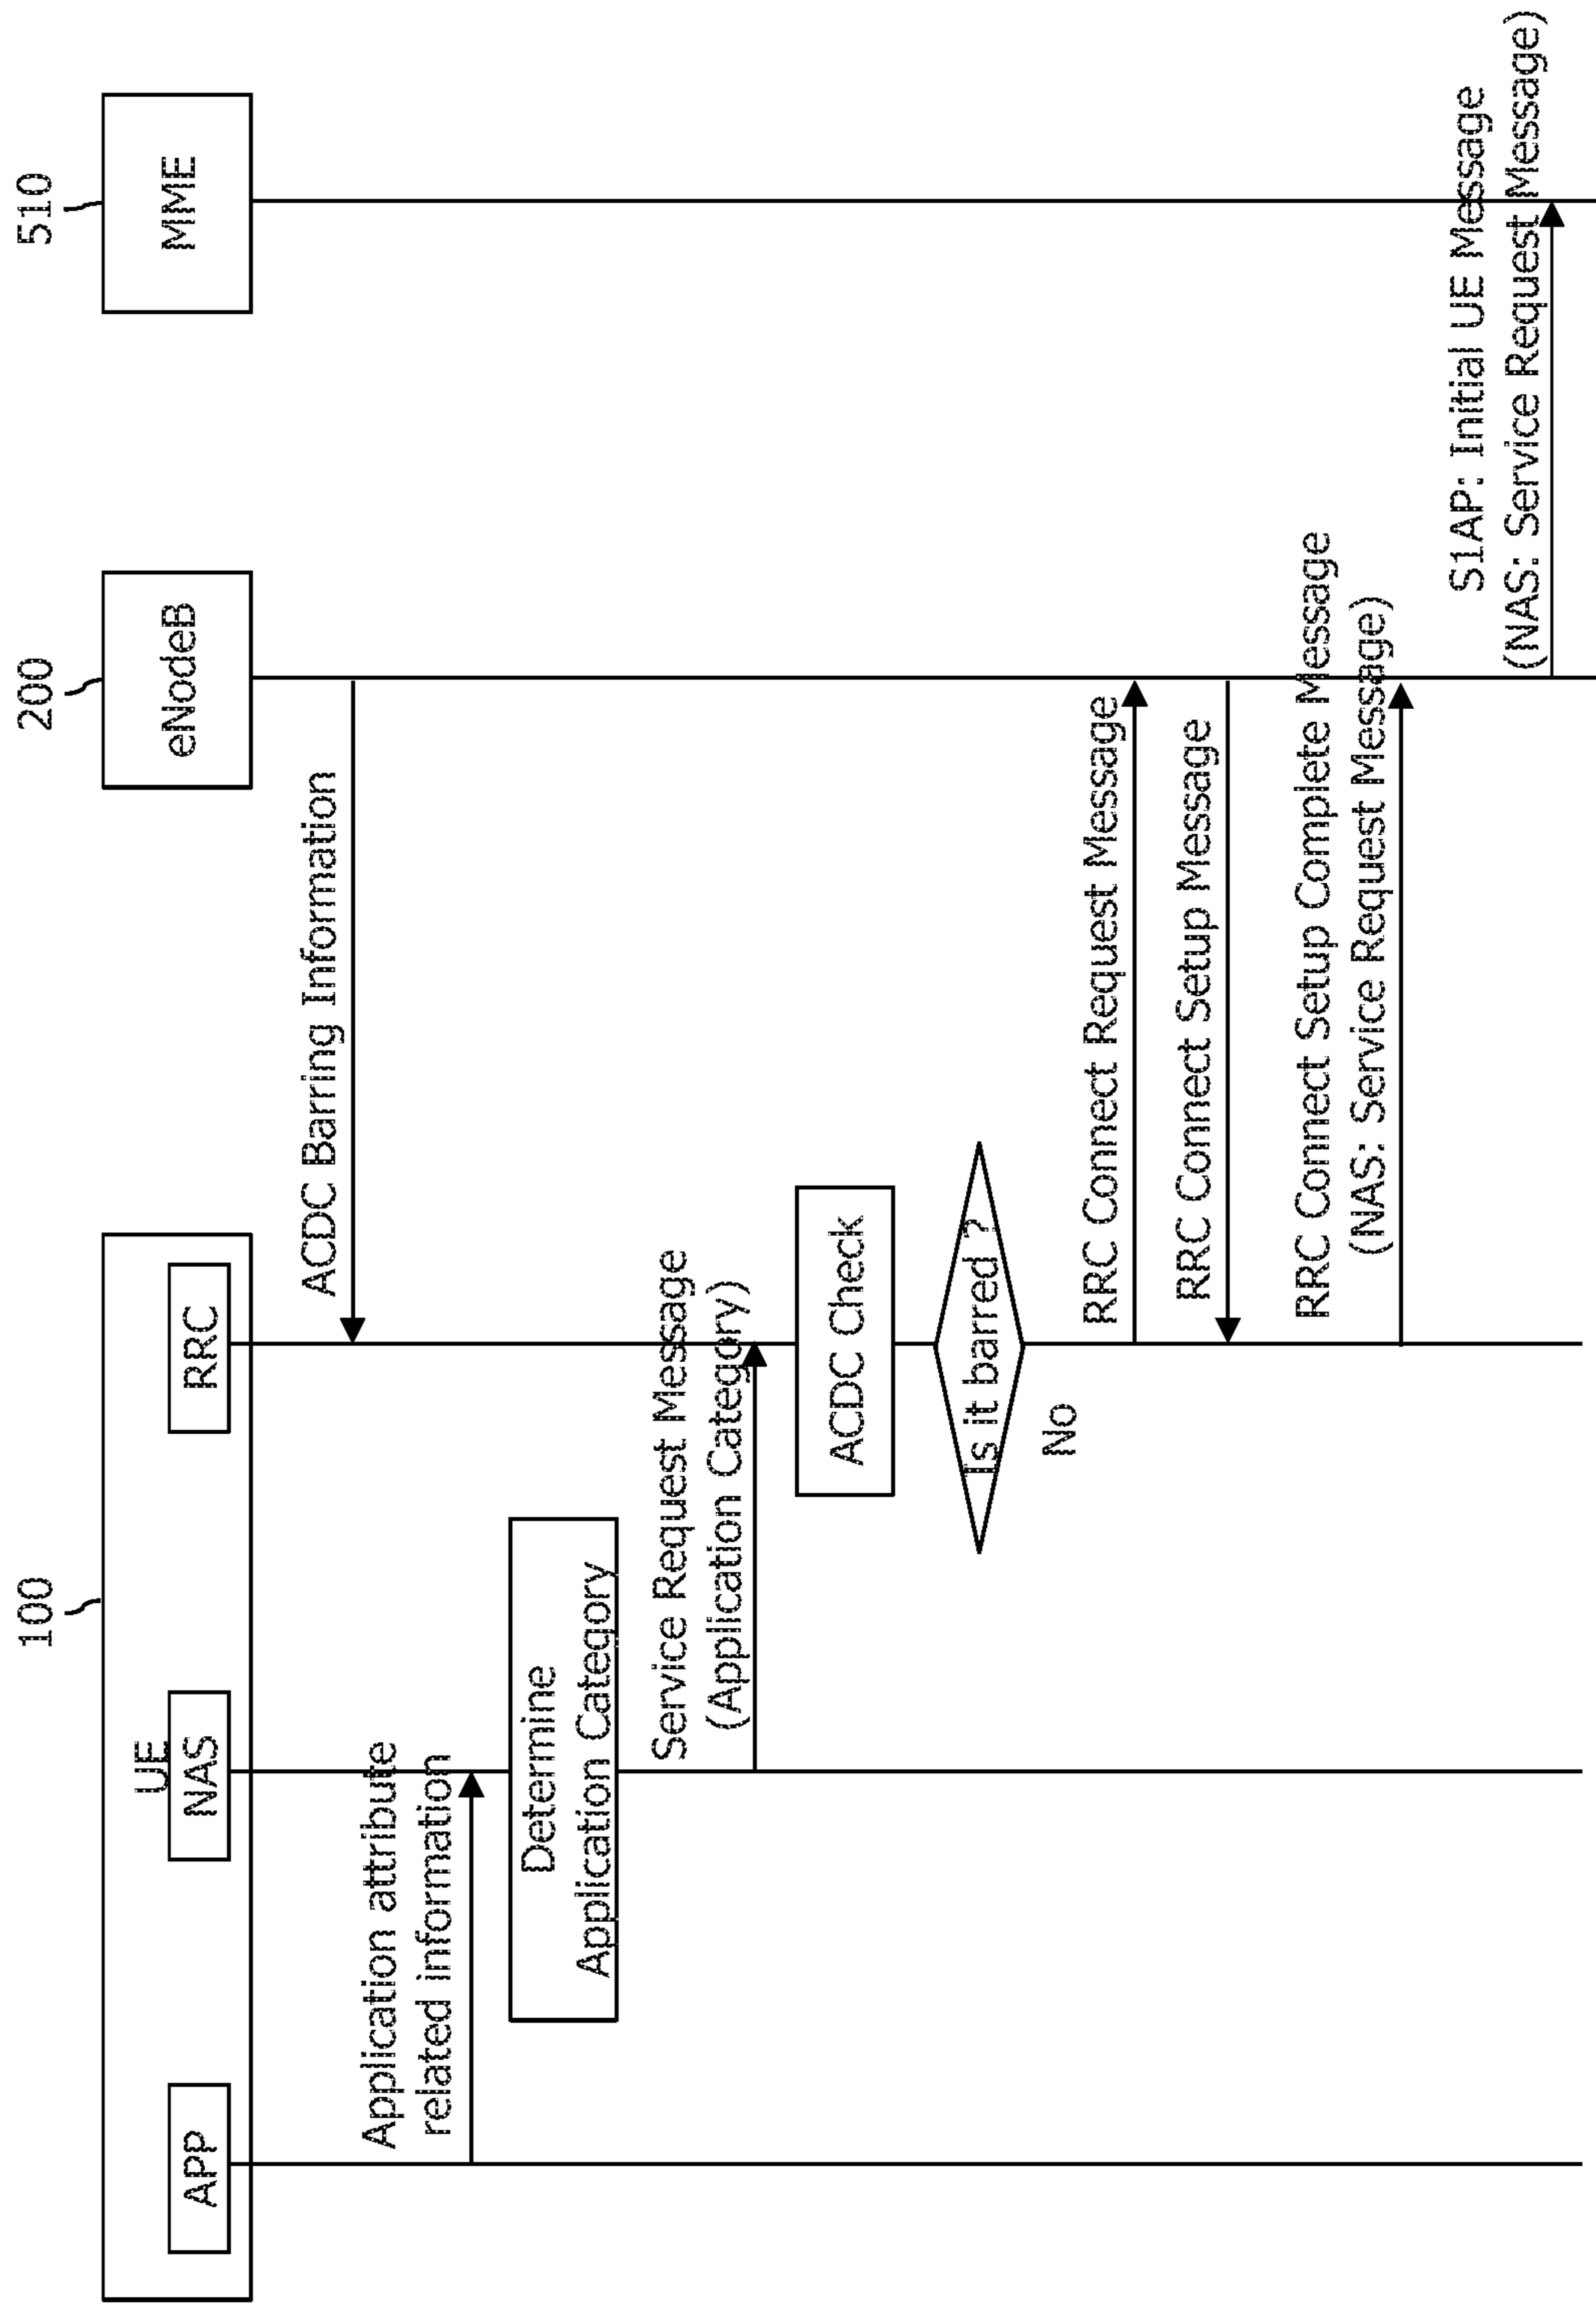 100
200
510
UE
eNodeB
MME
APP
NAS
RRC
ACDC Barring Information
Application attribute
related information
Determine
Application Category
Service Request Message
(Application Category)
ACDC Check
Is it barred ?
No
RRC Connect Request Message
RRC Connect Setup Message
RRC Connect Setup Complete Message
(NAS: Service Request Message)
S1AP: Initial UE Message
(NAS: Service Request Message)